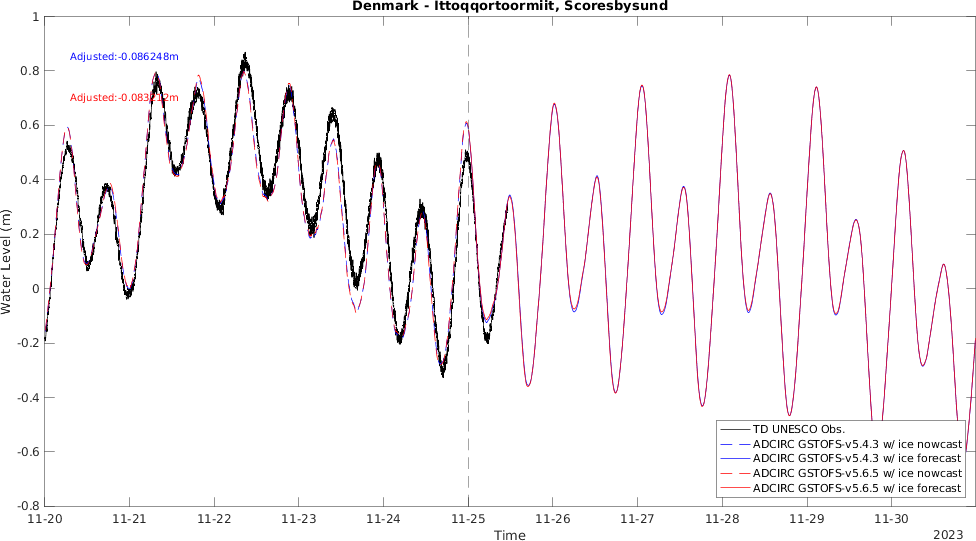 Denmark - Ittoqqortoormiit, Scoresbysund
Adjusted:-0.086248m
Water Level (m)
1
0.8
0.6
0.4
0.2
0
-0.2
-0.4
-0.6
-0.8
TD UNESCO Obs.
ADCIRC GSTOFS-v5.4.3 w/ ice nowcast
ADCIRC GSTOFS-v5.4.3 w/ ice forecast
ADCIRC GSTOFS-v5.6.5 w/ ice nowcast
ADCIRC GSTOFS-v5.6.5 w/ ice forecast
11-20 11-21 11-22 11-23 11-24 11-25 11-26 11-27 11-28 11-29 11-30
Time
2023